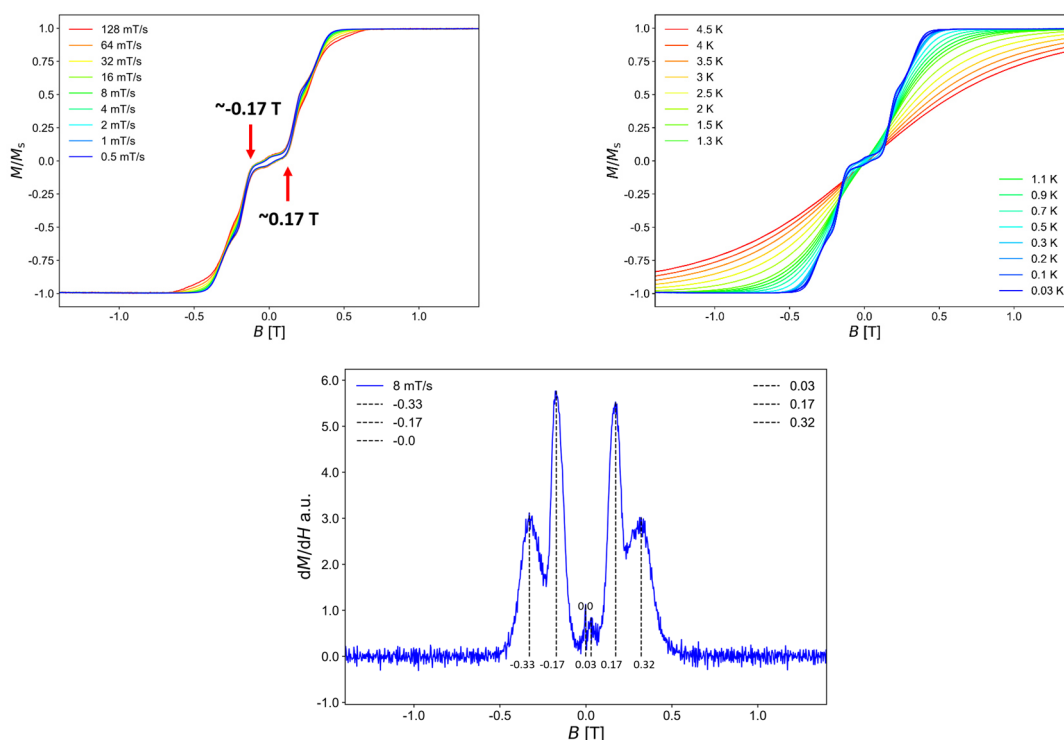 128 mT/s
64 mT/s
32 mT/s
16 mT/s
8 mT/s
4 mT/s
2 mT/s
1 mT/s
0.5 mT/s
~-0.17 T
~0.17 T
M/Ms
1.0
0.75
0.50
0.25
0.0
-0.25
-0.5
-0.75
-1.0
-1.0
-0.5
0.0
0.5
1.0
B [T]
4.5 K
4 K
3.5 K
3 K
2.5 K
2 K
1.5 K
1.3 K
1.1 K
0.9 K
0.7 K
0.5 K
0.3 K
0.2 K
0.1 K
0.03 K
M/Ms
1.0
0.75
0.50
0.25
0.0
-0.25
-0.5
-0.75
-1.0
-1.0
-0.5
0.0
0.5
1.0
B [T]
8 mT/s
-0.33
-0.17
-0.0
0.03
0.17
0.32
dM/dH a.u.
6.0
5.0
4.0
3.0
2.0
1.0
0.0
-1.0
0.0
-0.33
-0.17
0.03
0.17
0.32
-1.0
-0.5
0.0
0.5
1.0
B [T]